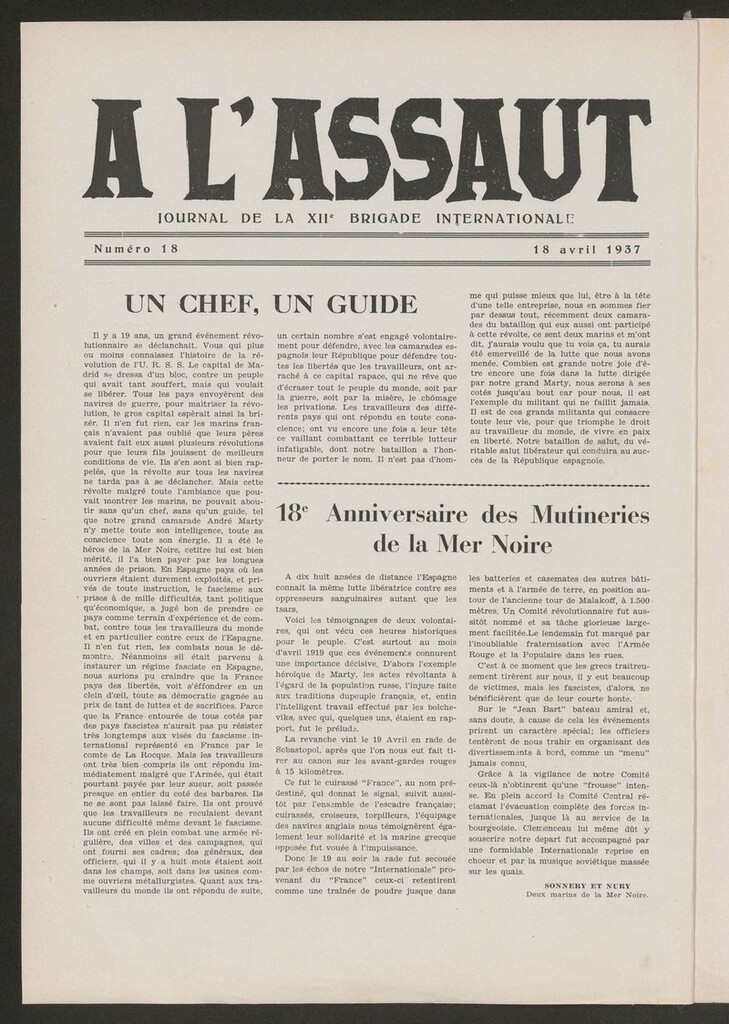 A L'ASSAUT
JOURNAL DE LA XIIe BRIGADE INTERNATIONALE
Numéro 18
18 avril 1937
UN CHEF, UN GUIDE
Il y a 19 ans, un grand événement révo-
lutionnaire se déclanchait. Vous qui plus
ou moins connaissez l'histoire de la ré-
volution de l'U. R. S. S. Le capital de Ma-
drid se dressa d'un bloc, contre un peuple
qui avait tant souffert, mais qui voulait
se libérer. Tous les pays envoyèrent des
navires de guerre, pour maitriser la révo-
lution, le gros capital espérait ainsi la bri-
sér. Il n'en fut rien, car les marins fran-
çais n'avaient pas oublié que leurs pères
avaient fait eux aussi plusieurs révolutions
pour que leurs fils jouissent de meilleurs
conditions de vie. Ils s'en sont si bien rap-
pelés, que la révolte sur tous les navires
ne tarda pas à se déclancher. Mais cette
révolte malgré toute l'ambiance que pou-
vait montrer les marins, ne pouvait abou-
tir sans qu'un chef, sans qu'un guide, tel
que notre grand camarade André Marty
n'y mette toute son intelligence, toute sa
conscience toute son énergie. Il a été le
héros de la Mer Noire, cetitre lui est bien
mérité, il l'a bien payer par les longues
années de prison. En Espagne pays où les
ouvriers étaient durement exploités, et pri-
vés de toute instruction, le fascisme aux
prises à de mille difficultés, tant politique
qu'économique, a jugé bon de prendre ce
pays comme terrain d'expérience et de com-
bat, contre tous les travailleurs du monde
et en particulier contre ceux de l'Espagne.
Il n'en fut rien, les combats nous le dé-
montre. Néanmoins sil était parvenu à
instaurer un régime fasciste en Espagne,
nous aurions pu craindre que la France
pays des libertés, voit s'éffondrer en un
clein d'œil, toute sa démocratie gagnée au
prix de tant de luttes et de sacrifices. Parce
que la France entourée de tous cotés par
des pays fascistes n'aurait pas pu résister
très longtemps aux visés du fascisme in-
ternational représenté en France par le
comte de La Rocque. Mais les travailleurs
ont très bien compris ils ont répondu im-
médiatement malgré que l'Armée, qui était
pourtant payée par leur sueur, soit passée
presque en entier du coté des barbares. Ils
ne se sont pas laissé faire. Ils ont prouvé
que les travailleurs ne reculaient devant
aucune difficulté même devant le fascisme.
Ils ont créé en plein combat une armée ré-
gulière, des villes et des campagnes, qui
ont fourni ses cadres; des généraux, des
officiers, qui il y a huit mois étaient soit
dans les champs, soit dans les usines com-
me ouvriers métallurgistes. Quant aux tra-
vailleurs du monde ils ont répondu de suite,
un certain nombre s'est engagé volontaire-
ment pour défendre, avec les camarades es-
pagnols leur République pour défendre toutes
les libertés que les travailleurs, ont ar-
raché à ce capital rapace, qui ne rêve que
d'écraser tout le peuple du monde, soit par
la guerre, soit par la misère, le chômage
les privations. Les travailleurs des diffé-
rents pays qui ont répondu en toute cons-
cience; ont vu encore une fois a leur tête
ce vaillant combattant ce terrible lutteur
infatigable, dont notre bataillon a l'hon-
neur de porter le nom. Il n'est pas d'hom-
me qui puisse mieux que lui, être à la tête
d'une telle entreprise, nous en sommes fier
par dessus tout, récemment deux camara-
des du bataillon qui eux aussi ont participé
à cette révolte, ce sent deux marins et m'ont
dit, j'aurais voulu que tu vois ça, tu aurais
été emerveillé de la lutte que nous avons
menée. Combien est grande notre joie d'ê-
tre encore une fois dans la lutte dirigée
par notre grand Marty, nous serons à ses
cotés jusqu'au bout car pour nous, il est
l'exemple du militant qui ne faillit jamais.
Il est de ces grands militants qui consacre
toute leur vie, pour que triomphe le droit
au travailleur du monde, de vivre en paix
en liberté. Notre bataillon de salut, du vé-
ritable salut libérateur qui conduira au suc-
cés de la République espagnole.
18e Anniversaire des Mutineries
de la Mer Noire
A dix huit ansées de distance l'Espagne
connait la même lutte libératrice contre ses
oppresseurs sanguinaires autant que les
tsars.
Voici les témoignages de deux volontai-
res, qui ont vécu ces heures historiques
pour le peuple. C'est surtout au mois
d'avril 1919 que ces événements connurent
une importance décisive. D'abors l'exemple
héroïque de Marty, les actes révoltants à
l'égard de la population russe, l'injure faite
aux traditions dupeuple français, et, entin
l'intelligent travail effectué par les bolche-
viks, avec qui, quelques uns, étaient en rap-
port, fut le préludз.
La revanche vint le 19 Avril en rade de
Sebastopol, après que l'on nous eut fait ti-
rer au canon sur les avant-gardes rouges
à 15 kilomètres.
Ce fut le cuirassé "France", au nom pré-
destiné, qui donnat le signal, suivit aussi-
tôt par l'ensemble de l'escadre française;
cuirassés, croiseurs, torpilleurs, l'équipage
des navires anglais nous témoignèrent éga-
lement leur solidarité et la marine grecque
opposée fut vouée à l'impuissance.
Donc le 19 au soir la rade fut secouée
par les échos de notre "Internationale" pro-
venant du "France" ceux-ci retentirent
comme une traînée de poudre jusque dans
les batteries et casemates des autres bâti-
ments et à l'armée de terre, en position au-
tour de l'ancienne tour de Malakoff, à 1.500
mètres. Un Comité révolutionnaire fut aus-
sitôt nommé et sa tâche glorieuse large-
ment facilitée.Le lendemain fut marqué par
l'inoubliable fraternisation avec l'Armée
Rouge et la Populaire dans les rues.
C'est à ce moment que les grecs traitreu-
sement tirèrent sur nous, il y eut beaucoup
de victimes, mais les fascistes, d'alors, ne
bénéficièrent que de leur courte honte.
Sur le "Jean Bart" bateau amiral et,
sans doute, à cause de cela les événements
prirent un caractère spécial; les officiers
tentèrent de nous trahir en organisant des
divertissements à bord, comme un "menu"
jamais connu.
Grâce à la vigilance de notre Comité
ceux-là n'obtinrent qu'une "frousse" inten-
se. En plein accord le Comité Central ré-
clamat l'évacuation complète des forces in-
ternationales, jusque là au service de la
bourgeoisie. Clemenceau lui même dût y
souscrire notre depart fut accompagné par
une formidable Internationale reprise en
choeur et par la musique soviétique massée
sur les quais.
SONNERY ET NURY
Deux marins de la Mer Noire.